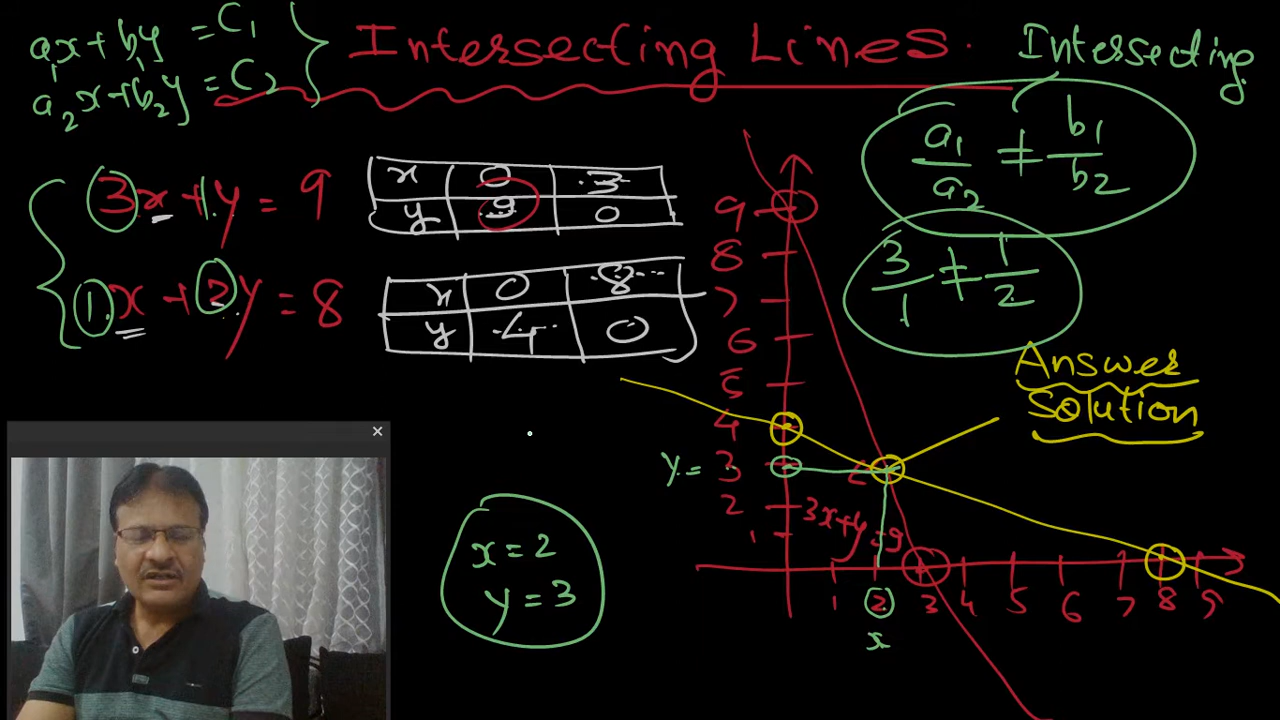 a1x + b1y = C1
a2x + b2y = C2
Intersecting Lines.
Intersecting
a1/a2 ≠ b1/b2
3x + 1y = 9
x 0 3
y 9 0
1.x + 2y = 8
x 0 8
y 4 0
3/1 ≠ 1/2
Answer
Solution
9
8
7
6
5
4
y = 3
2
1
3x+y=9
1 2 3 4 5 6 7 8 9
x
x = 2
y = 3